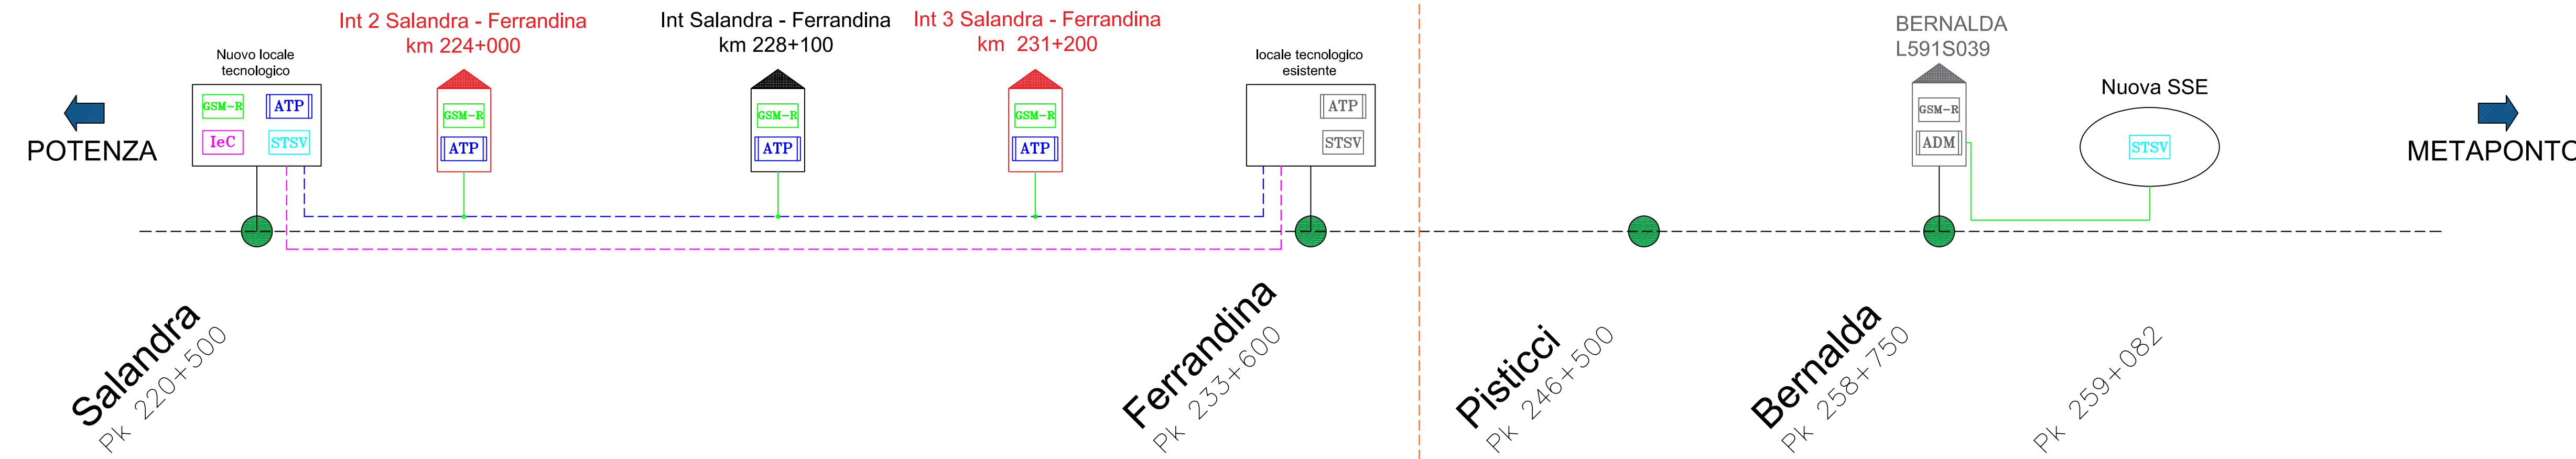 POTENZA
Nuovo locale
tecnologico
GSM-R
ATP
IeC
STSV
Int 2 Salandra - Ferrandina
km 224+000
GSM-R
ATP
Int Salandra - Ferrandina
km 228+100
GSM-R
ATP
Int 3 Salandra - Ferrandina
km 231+200
GSM-R
ATP
locale tecnologico
esistente
ATP
STSV
BERNALDA
L591S039
GSM-R
ADM
Nuova SSE
STSV
METAPONTO
Salandra
Pk 220+500
Ferrandina
Pk 233+600
Pisticci
Pk 246+500
Bernalda
Pk 258+750
Pk 259+082